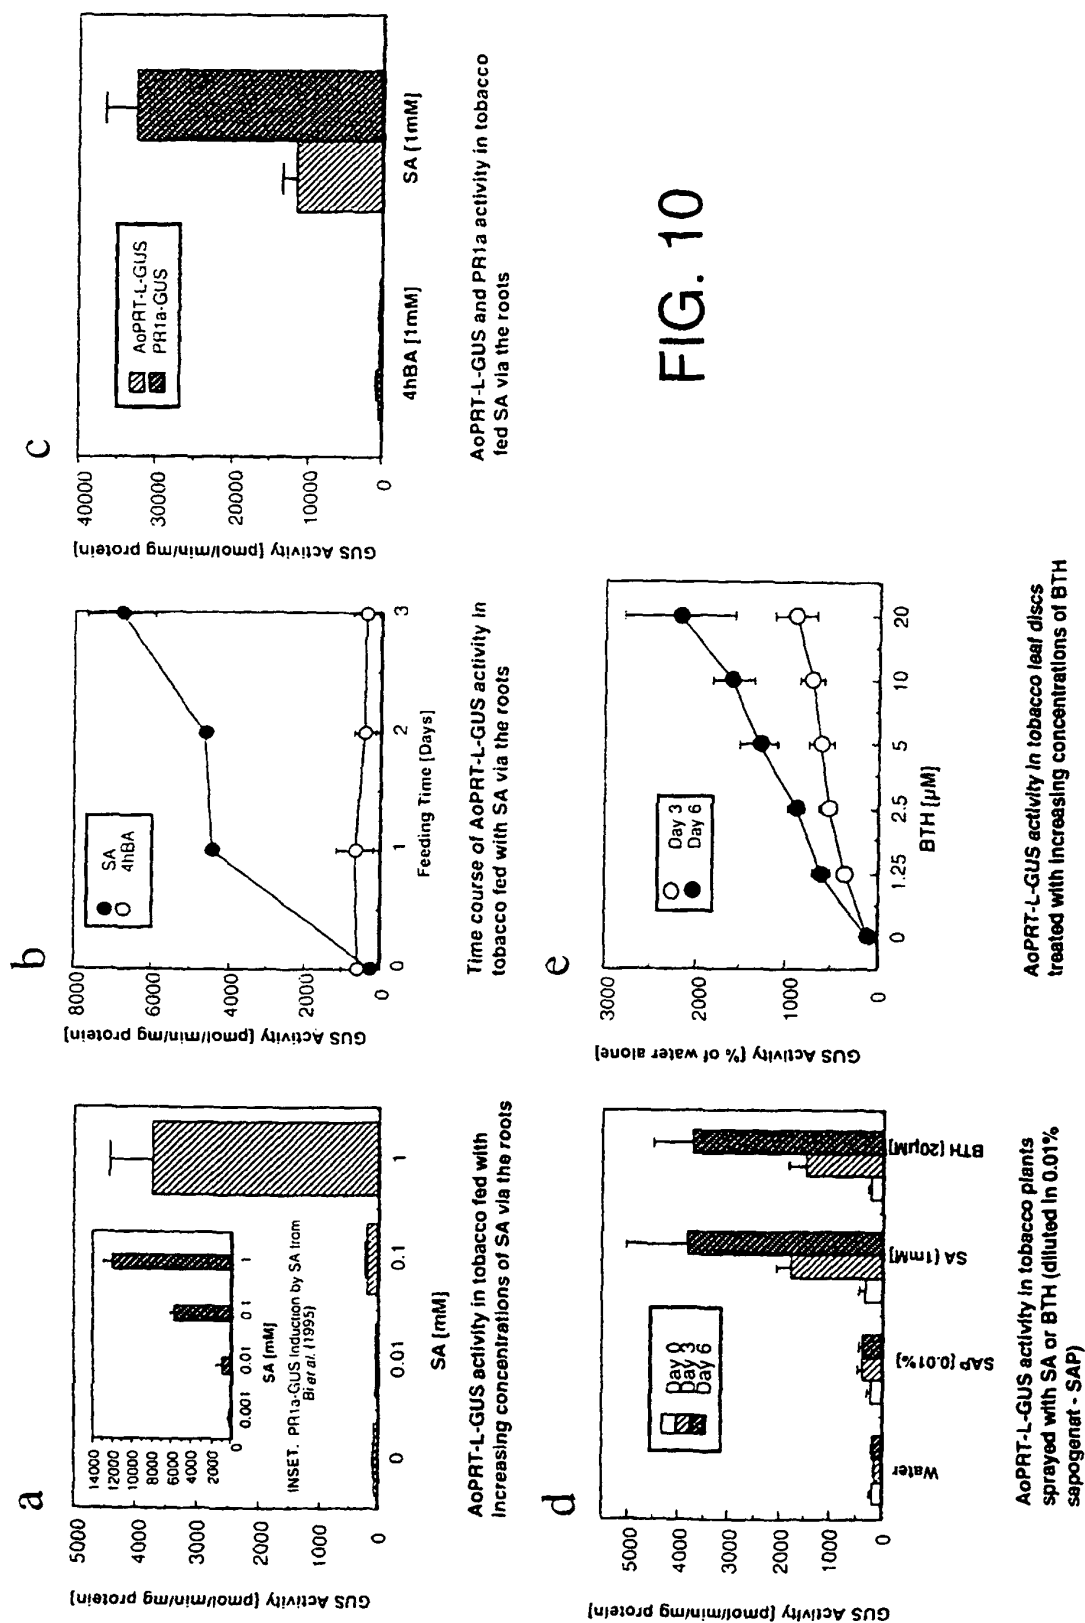 a
GUS Activity [pmol/min/mg protein]
5000
4000
3000
2000
1000
0
14000
12000
10000
8000
6000
4000
2000
0
0.001
0.01
0.1
1
SA [mM]
INSET. PR1a-GUS Induction by SA from
Bi et al. (1995)
0
0.01
0.1
1
SA [mM]
AoPRT-L-GUS activity in tobacco fed with
increasing concentrations of SA via the roots
b
GUS Activity [pmol/min/mg protein]
8000
6000
4000
2000
0
SA
4hBA
0
1
2
3
Feeding Time [Days]
Time course of AoPRT-L-GUS activity in
tobacco fed with SA via the roots
c
GUS Activity [pmol/min/mg protein]
40000
30000
20000
10000
0
AoPRT-L-GUS
PR1a-GUS
4hBA [1mM]
SA [1mM]
AoPRT-L-GUS and PR1a activity in tobacco
fed SA via the roots
d
GUS Activity [pmol/min/mg protein]
5000
4000
3000
2000
1000
0
Day 0
Day 3
Day 6
Water
SAP [0.01%]
SA [1mM]
BTH [20µM]
AoPRT-L-GUS activity in tobacco plants
sprayed with SA or BTH (diluted in 0.01%
sapogenat - SAP)
e
GUS Activity [% of water alone]
3000
2000
1000
0
Day 3
Day 6
0
1.25
2.5
5
10
20
BTH [µM]
AoPRT-L-GUS activity in tobacco leaf discs
treated with increasing concentrations of BTH
FIG. 10